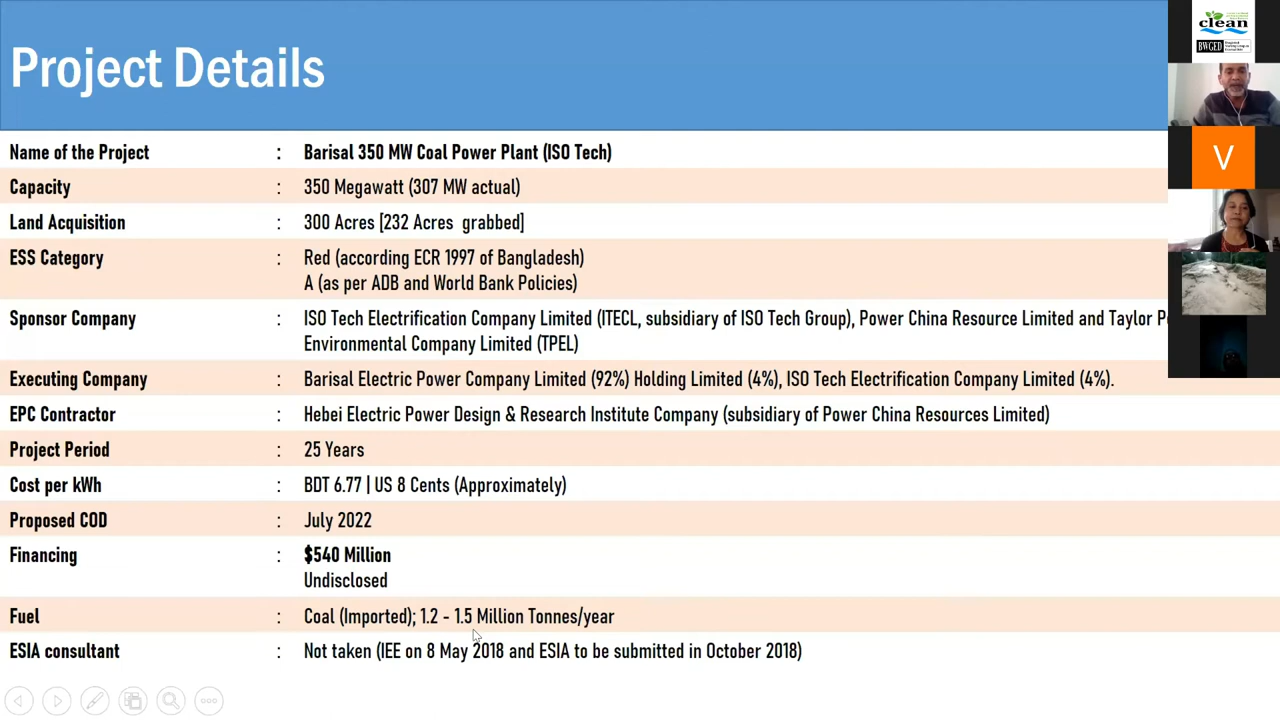 Project Details
clean
BWGED
V
Name of the Project : Barisal 350 MW Coal Power Plant (ISO Tech)
Capacity : 350 Megawatt (307 MW actual)
Land Acquisition : 300 Acres [232 Acres grabbed]
ESS Category : Red (according ECR 1997 of Bangladesh)
A (as per ADB and World Bank Policies)
Sponsor Company : ISO Tech Electrification Company Limited (ITECL, subsidiary of ISO Tech Group), Power China Resource Limited and Taylor
Environmental Company Limited (TPEL)
Executing Company : Barisal Electric Power Company Limited (92%) Holding Limited (4%), ISO Tech Electrification Company Limited (4%).
EPC Contractor : Hebei Electric Power Design & Research Institute Company (subsidiary of Power China Resources Limited)
Project Period : 25 Years
Cost per kWh : BDT 6.77 | US 8 Cents (Approximately)
Proposed COD : July 2022
Financing : $540 Million
Undisclosed
Fuel : Coal (Imported); 1.2 - 1.5 Million Tonnes/year
ESIA consultant : Not taken (IEE on 8 May 2018 and ESIA to be submitted in October 2018)